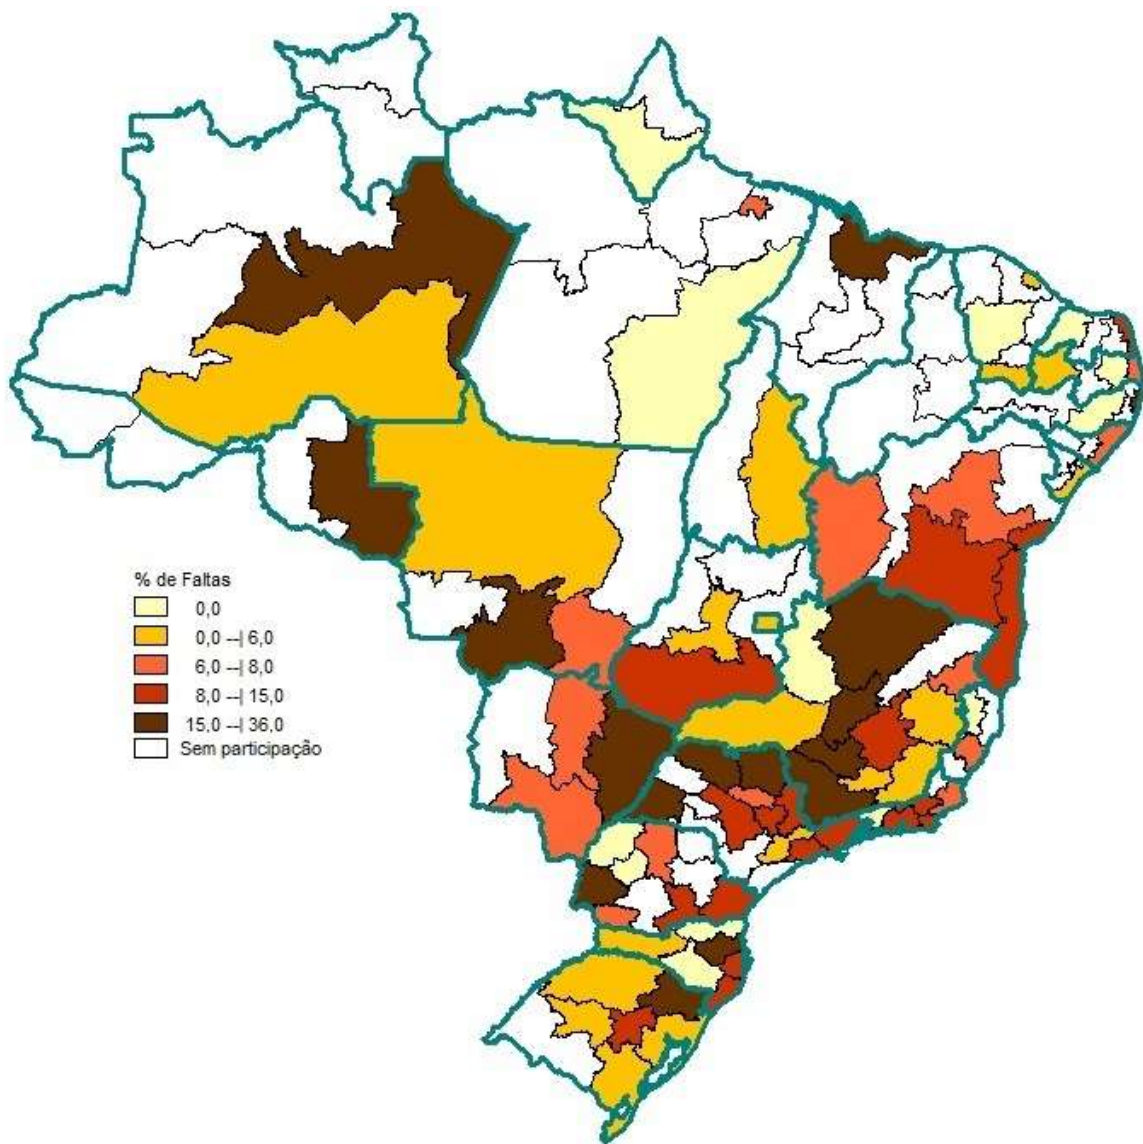 % de Faltas
0,0
0,0 --| 6,0
6,0 --| 8,0
8,0 --| 15,0
15,0 --| 36,0
Sem participação